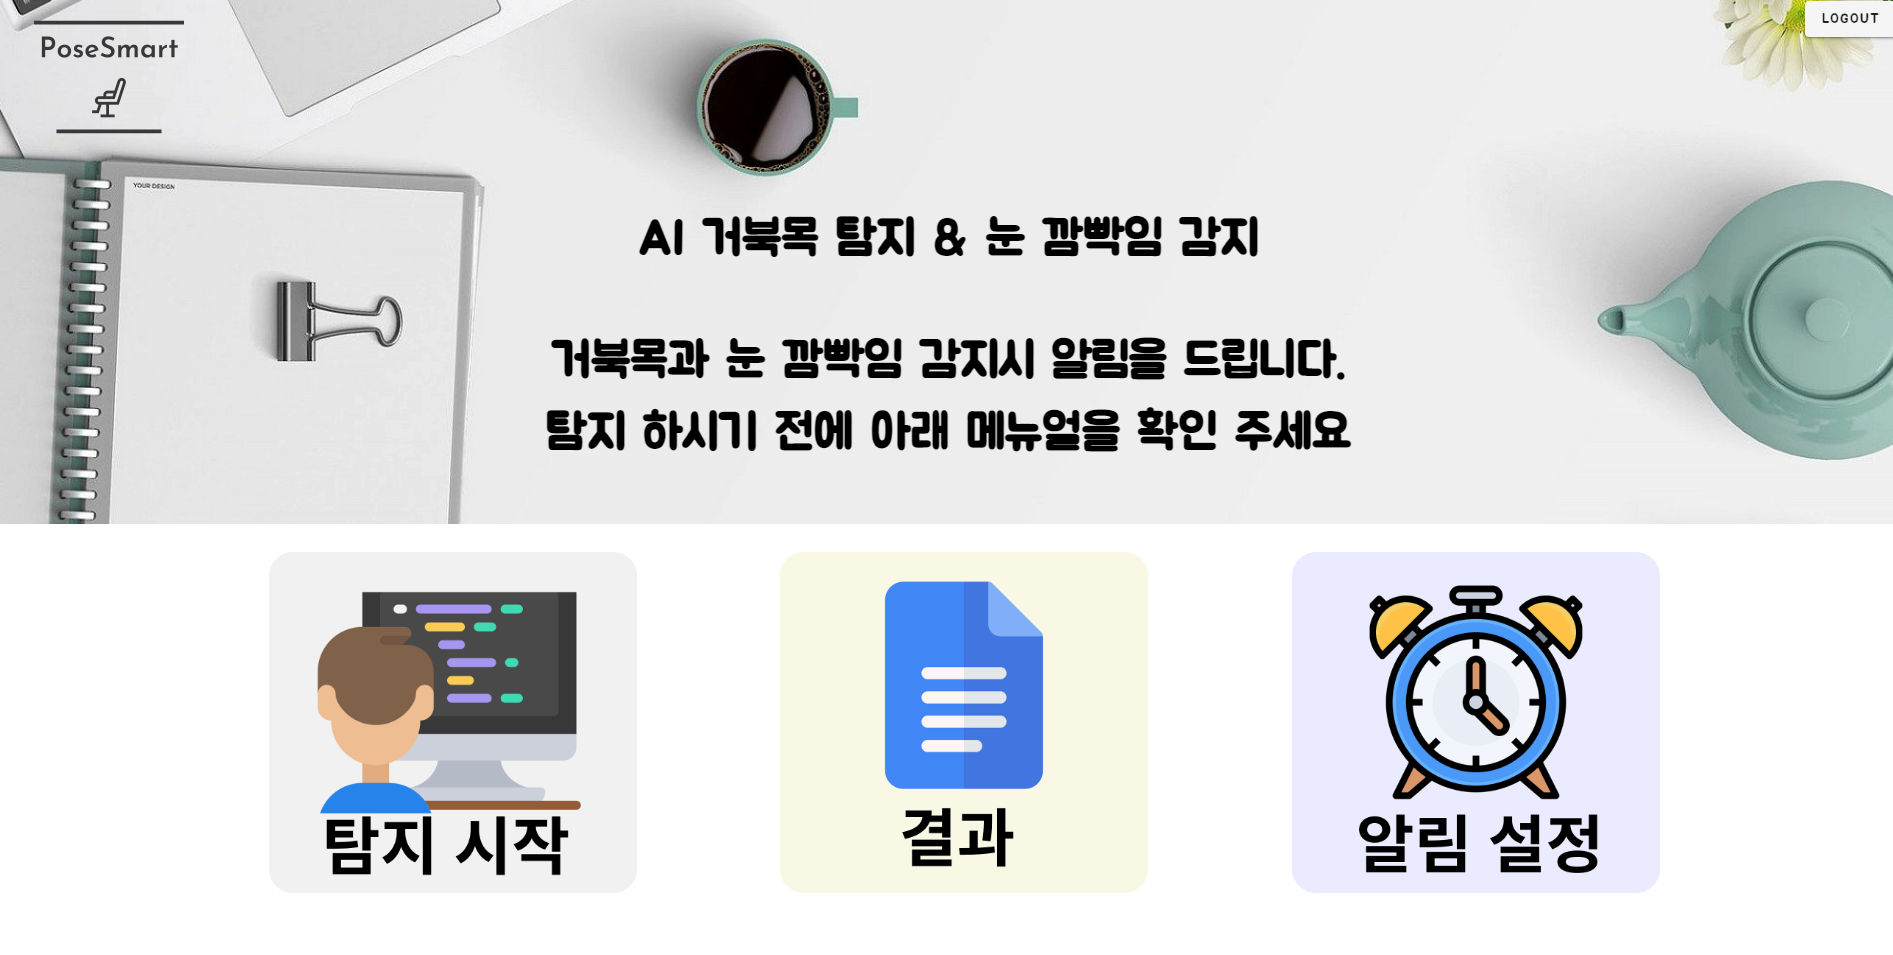 PoseSmart
LOGOUT
YOUR DESIGN
AI 거북목 탐지 & 눈 깜빡임 감지
거북목과 눈 깜빡임 감지시 알림을 드립니다.
탐지 하시기 전에 아래 메뉴얼을 확인 주세요
탐지 시작
결과
알림 설정